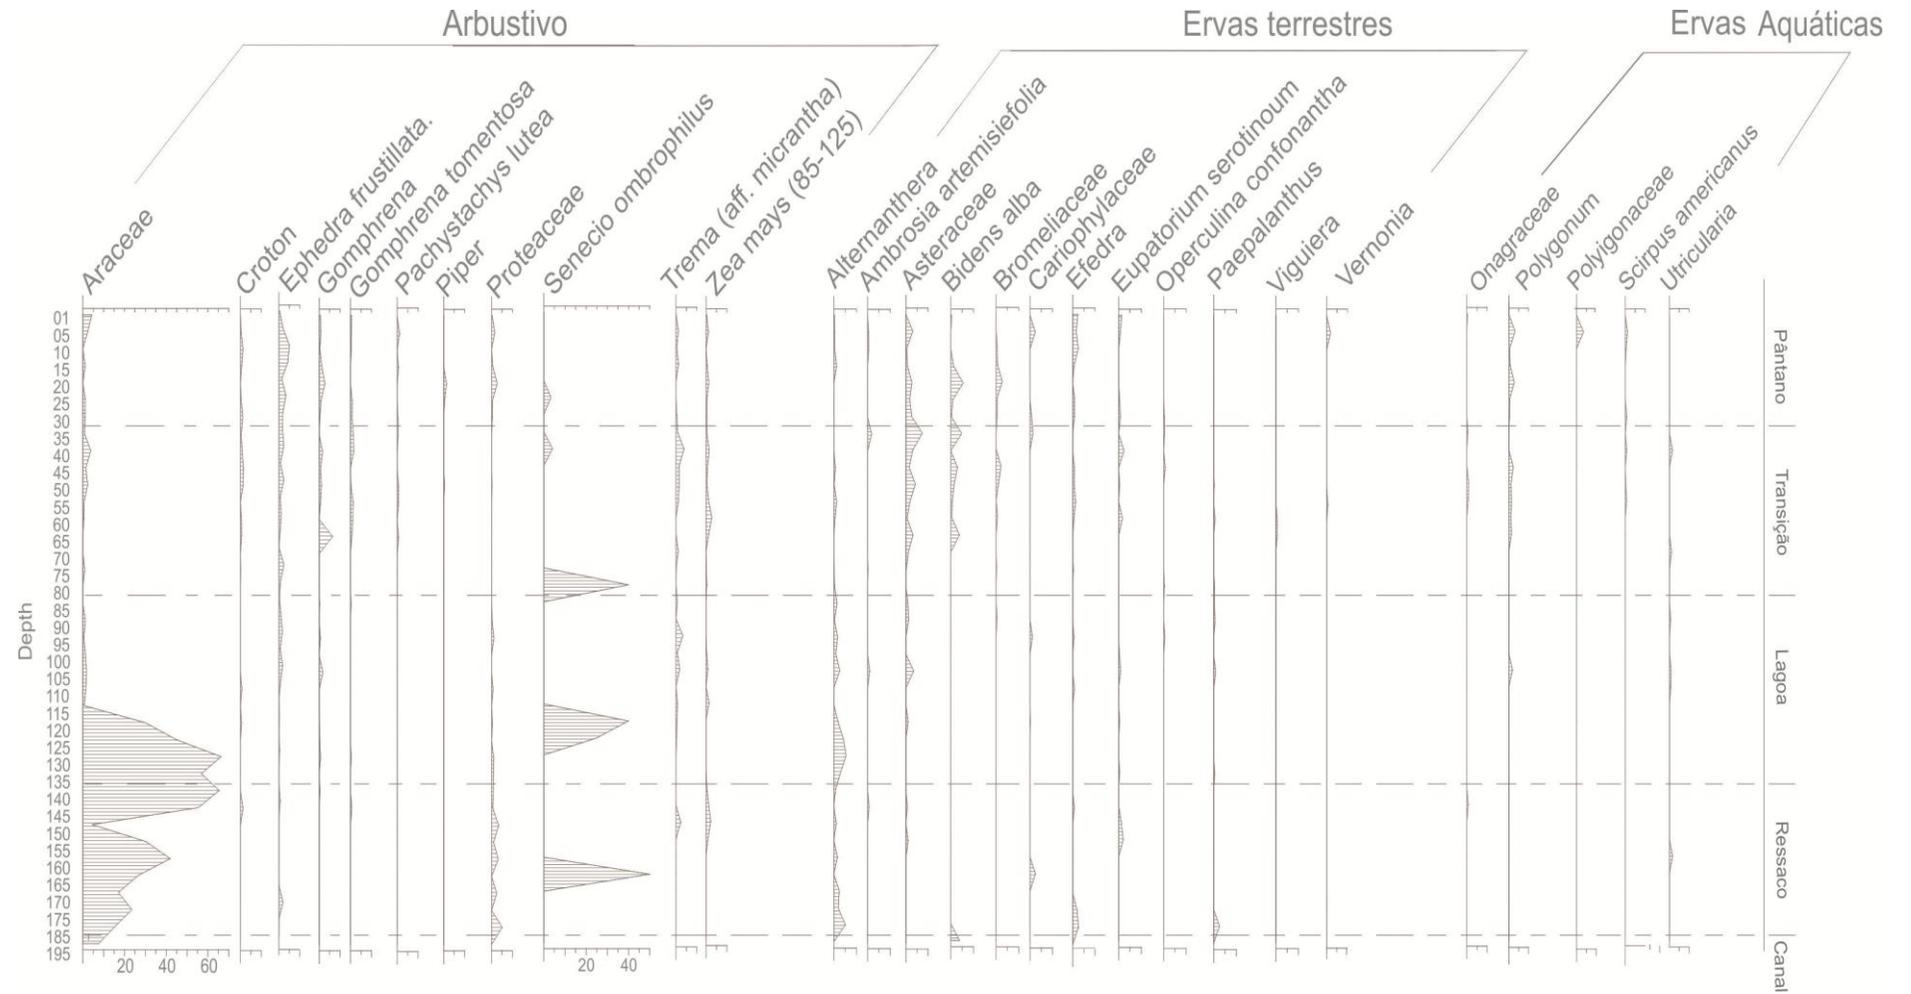 Arbustivo
Ervas terrestres
Ervas Aquáticas
Araceae
Croton
Ephedra frustillata.
Gomphrena
Gomphrena tomentosa
Pachystachys lutea
Piper
Proteaceae
Senecio ombrophilus
Trema (aff. micrantha)
Zea mays (85-125)
Alternanthera
Ambrosia artemisiefolia
Asteraceae
Bidens alba
Bromeliaceae
Cariophylaceae
Efedra
Eupatorium serotinoum
Operculina confonantha
Paepalanthus
Viguiera
Vernonia
Onagraceae
Polygonum
Polyigonaceae
Scirpus americanus
Utricularia
Depth
01
05
10
15
20
25
30
35
40
45
50
55
60
65
70
75
80
85
90
95
100
105
110
115
120
125
130
135
140
145
150
155
160
165
170
175
185
195
20 40 60
20 40
Pântano
Transição
Lagoa
Ressaco
Canal